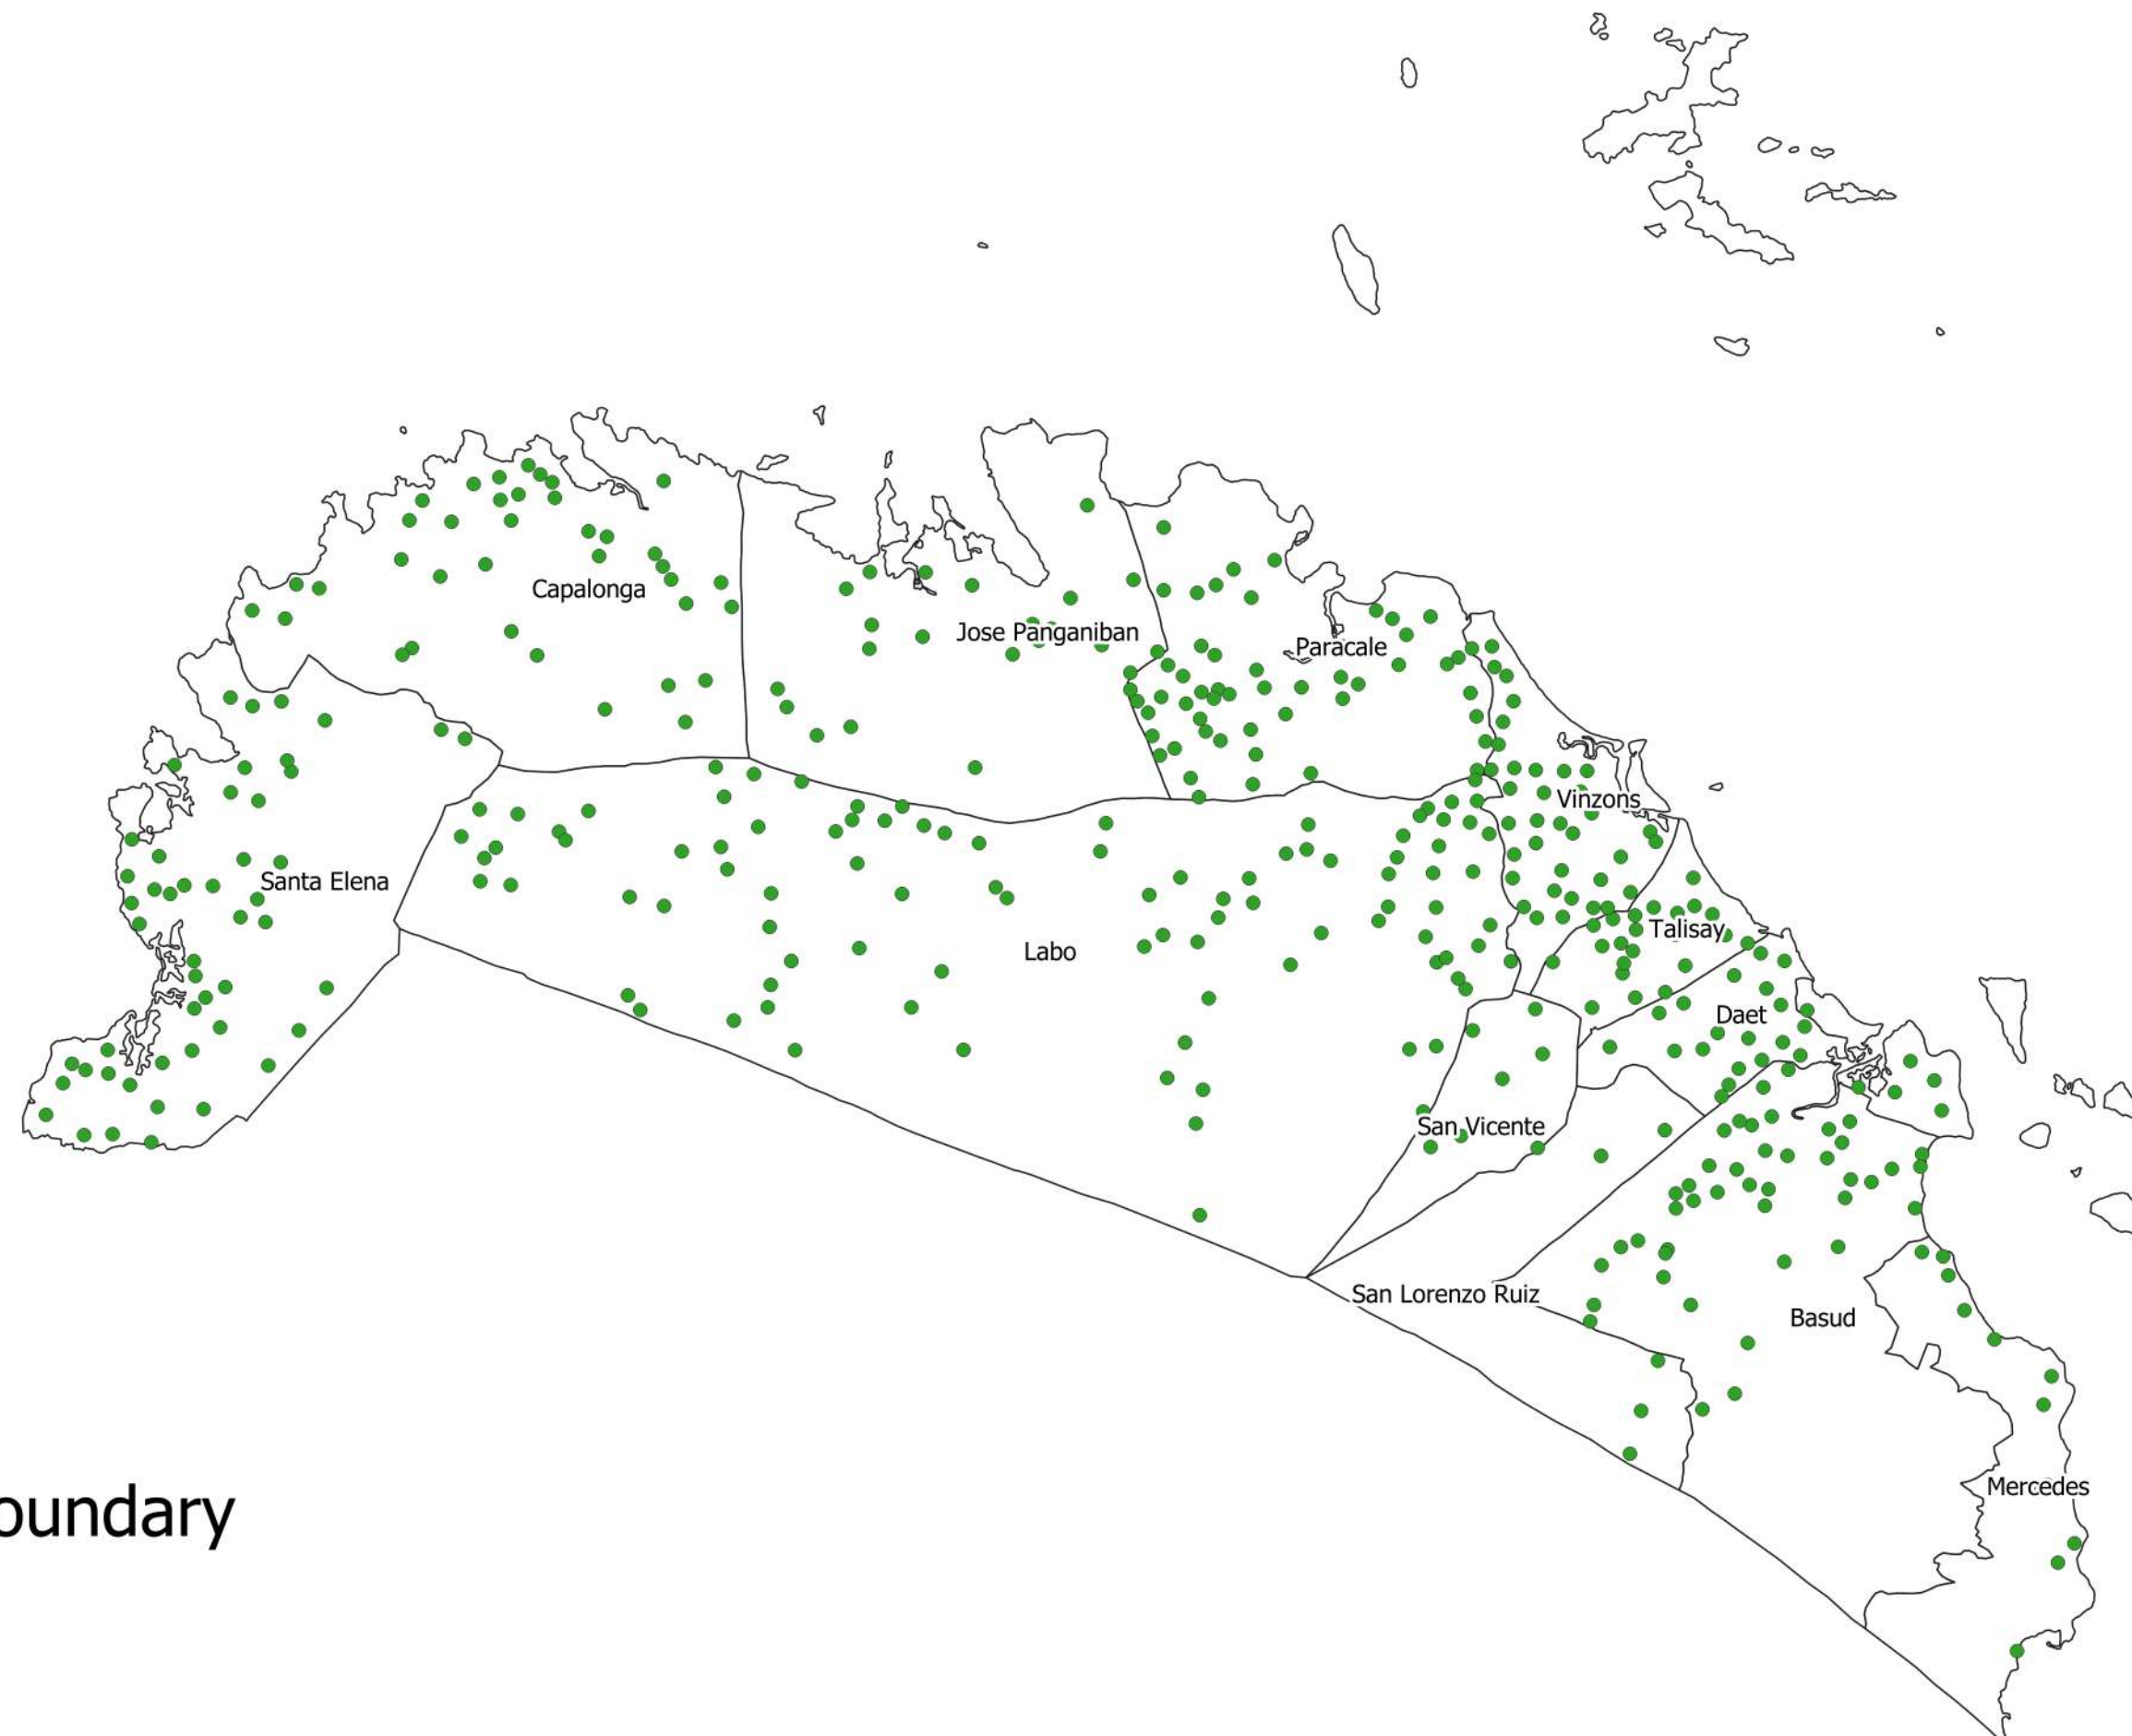 Capalonga
Jose Panganiban
Paracale
Vinzons
Santa Elena
Talisay
Labo
Daet
San Vicente
San Lorenzo Ruiz
Basud
Mercedes
oundary